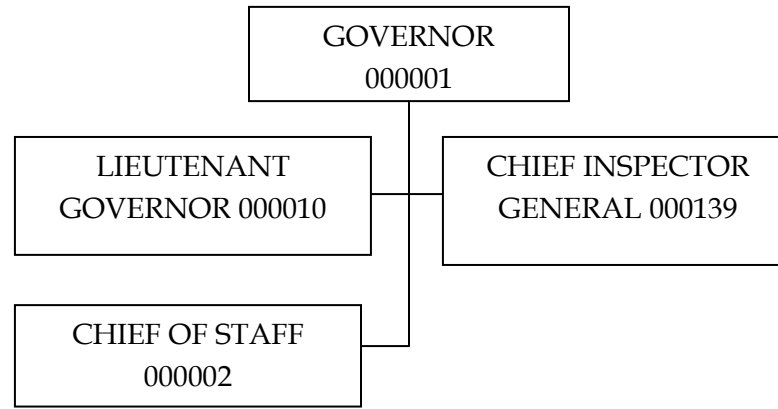 GOVERNOR
000001
LIEUTENANT
GOVERNOR 000010
CHIEF INSPECTOR
GENERAL 000139
CHIEF OF STAFF
000002